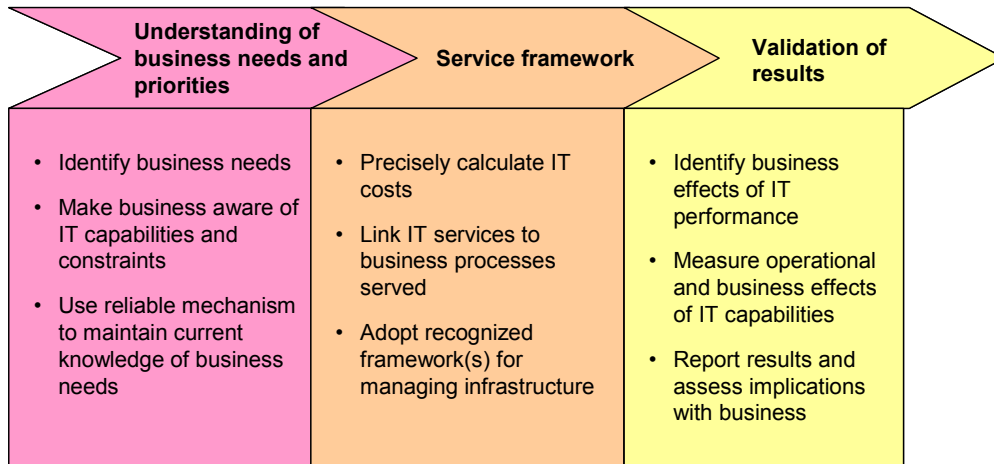 Understanding of
business needs and
priorities
Service framework
Validation of
results
• Identify business needs
• Make business aware of
IT capabilities and
constraints
• Use reliable mechanism
to maintain current
knowledge of business
needs
• Precisely calculate IT
costs
• Link IT services to
business processes
served
• Adopt recognized
framework(s) for
managing infrastructure
• Identify business
effects of IT
performance
• Measure operational
and business effects
of IT capabilities
• Report results and
assess implications
with business